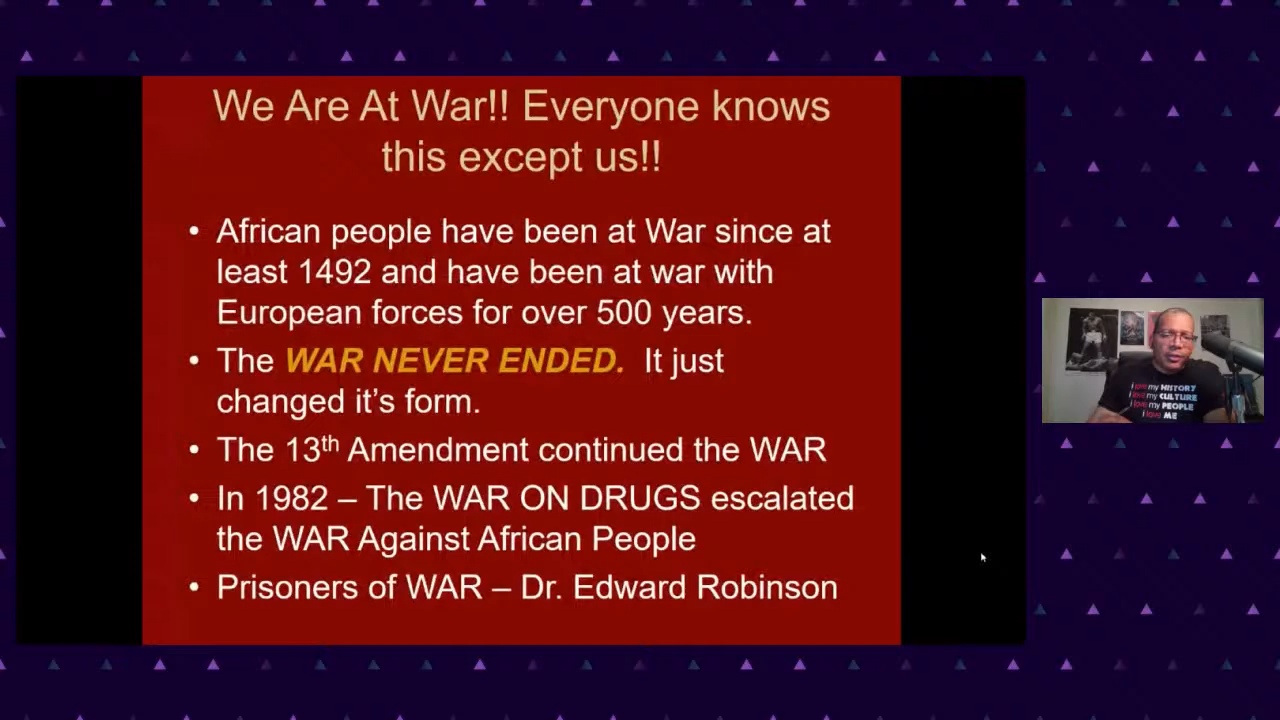 We Are At War!! Everyone knows
this except us!!
• African people have been at War since at
least 1492 and have been at war with
European forces for over 500 years.
• The WAR NEVER ENDED. It just
changed it's form.
• The 13th Amendment continued the WAR
• In 1982 – The WAR ON DRUGS escalated
the WAR Against African People
• Prisoners of WAR – Dr. Edward Robinson
i love my HISTORY
i love my CULTURE
i love my PEOPLE
i love ME